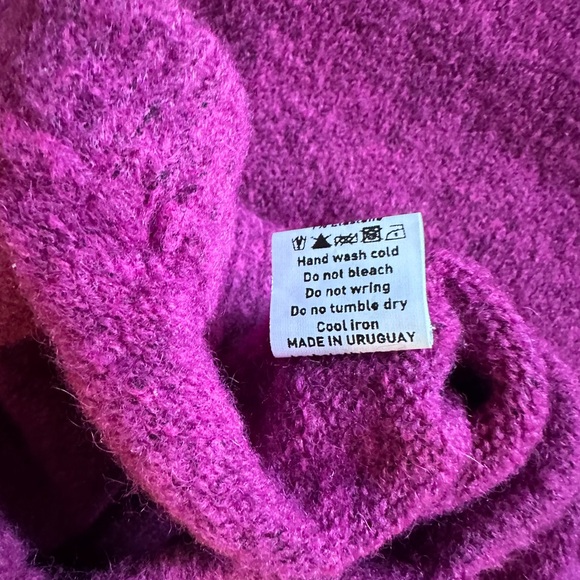 Hand wash cold
Do not bleach
Do not wring
Do no tumble dry
Cool iron
MADE IN URUGUAY